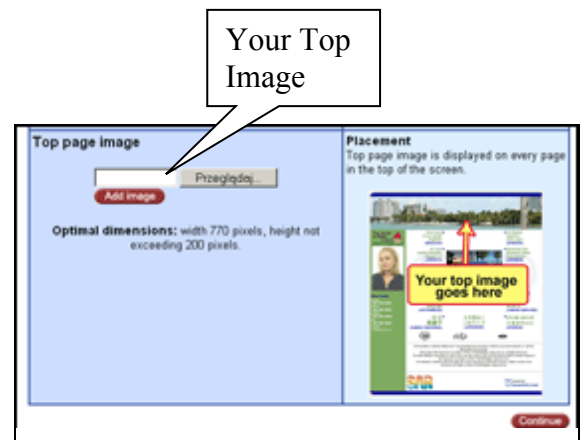 Your Top
Image
Top page image
Przeglądaj...
Add image
Optimal dimensions: width 770 pixels, height not
exceeding 200 pixels.
Placement
Top page image is displayed on every page
in the top of the screen.
Your top image
goes here
Continue